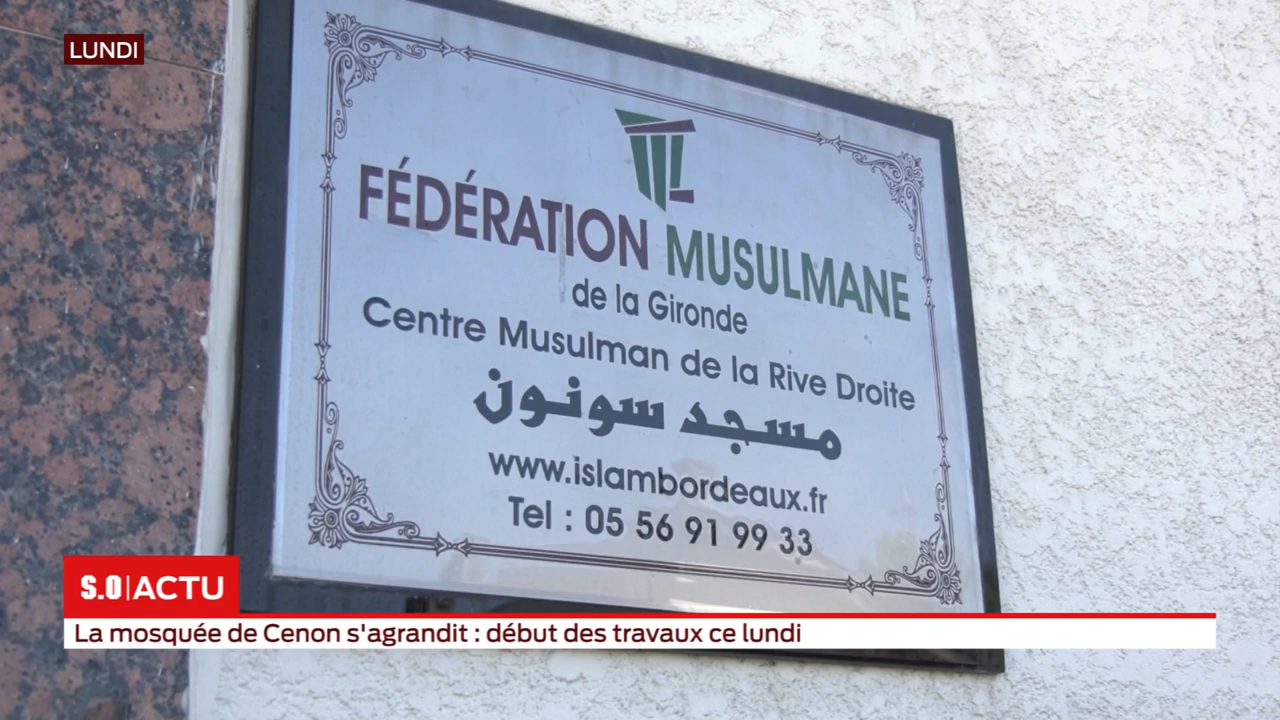 LUNDI
FÉDÉRATION MUSULMANE
de la Gironde
Centre Musulman de la Rive Droite
مسجد سونون
www.islambordeaux.fr
Tel : 05 56 91 99 33
S.O|ACTU
La mosquée de Cenon s'agrandit : début des travaux ce lundi